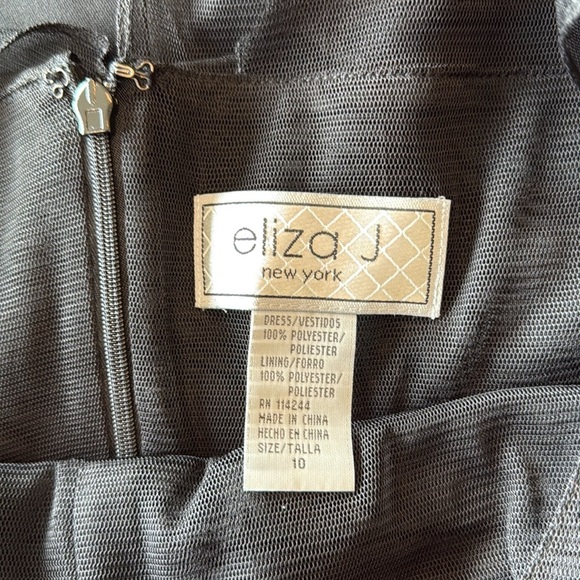 eliza J
new york
DRESS/VESTIDOS
100% POLYESTER/
POLIESTER
LINING/FORRO
100% POLYESTER/
POLIESTER
RN 114244
MADE IN CHINA
HECHO EN CHINA
SIZE/TALLA
10